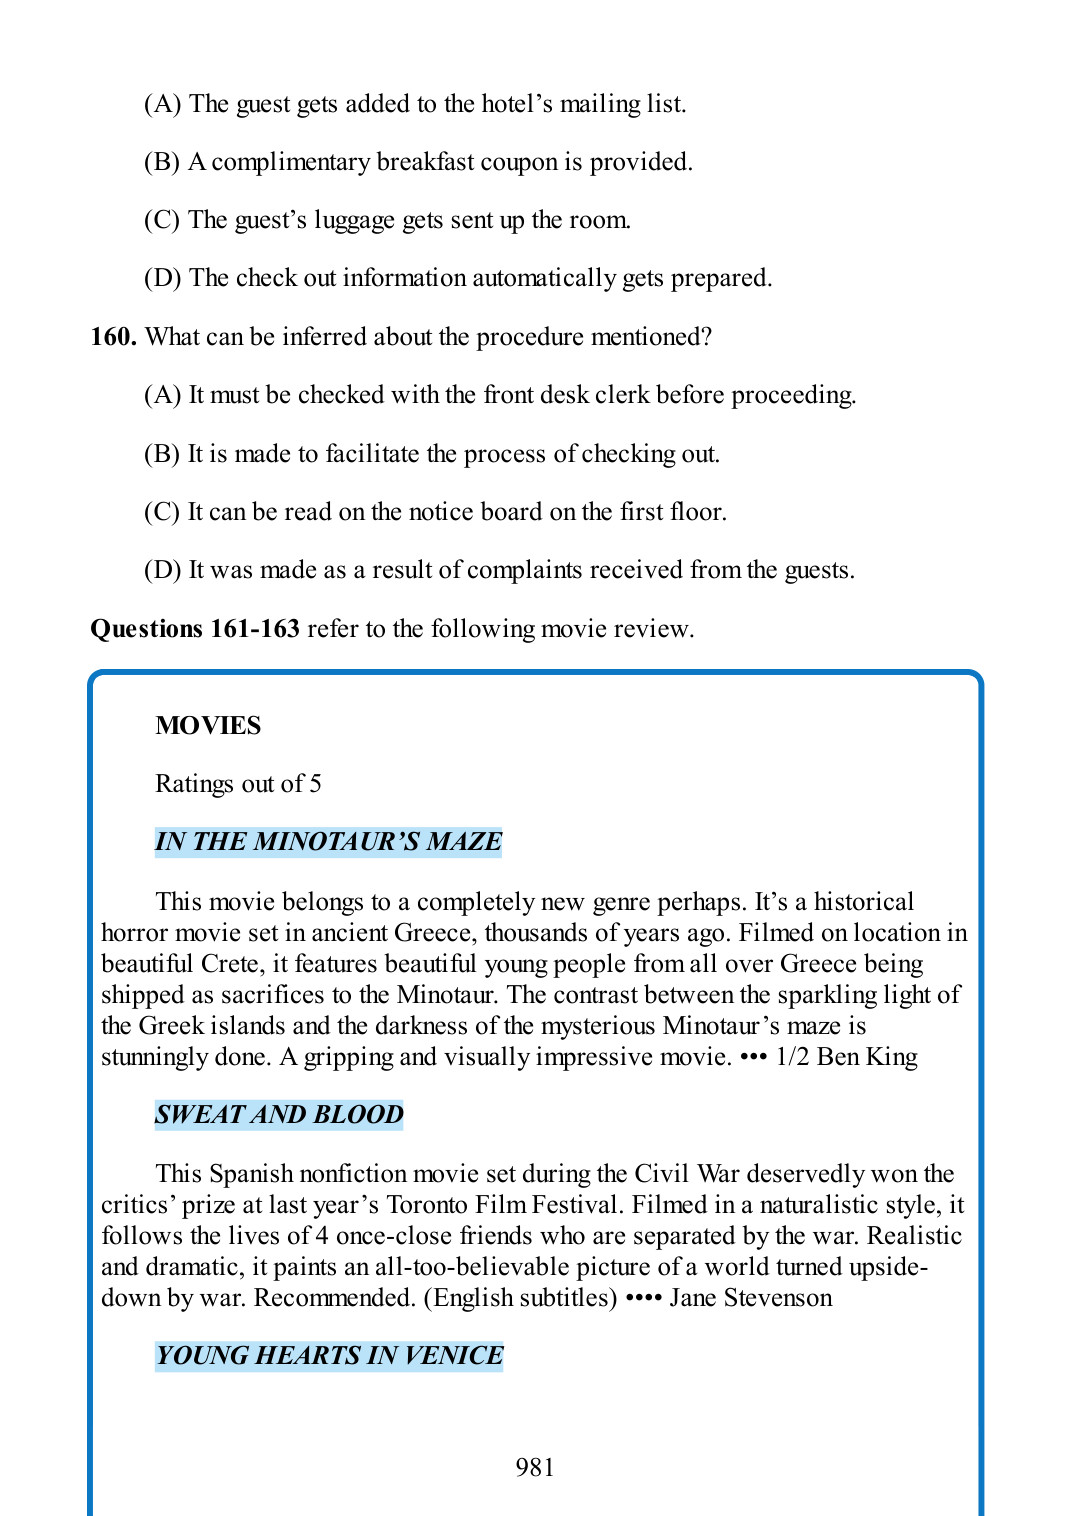 (A) The guest gets added to the hotel’s mailing list.
(B) A complimentary breakfast coupon is provided.
(C) The guest’s luggage gets sent up the room.
(D) The check out information automatically gets prepared.
160. What can be inferred about the procedure mentioned?
(A) It must be checked with the front desk clerk before proceeding.
(B) It is made to facilitate the process of checking out.
(C) It can be read on the notice board on the first floor.
(D) It was made as a result of complaints received from the guests.
Questions 161-163 refer to the following movie review.
MOVIES
Ratings out of 5
IN THE MINOTAUR’S MAZE
This movie belongs to a completely new genre perhaps. It’s a historical
horror movie set in ancient Greece, thousands of years ago. Filmed on location in
beautiful Crete, it features beautiful young people from all over Greece being
shipped as sacrifices to the Minotaur. The contrast between the sparkling light of
the Greek islands and the darkness of the mysterious Minotaur’s maze is
stunningly done. A gripping and visually impressive movie. ••• 1/2 Ben King
SWEAT AND BLOOD
This Spanish nonfiction movie set during the Civil War deservedly won the
critics’ prize at last year’s Toronto Film Festival. Filmed in a naturalistic style, it
follows the lives of 4 once-close friends who are separated by the war. Realistic
and dramatic, it paints an all-too-believable picture of a world turned upside-
down by war. Recommended. (English subtitles) •••• Jane Stevenson
YOUNG HEARTS IN VENICE
981